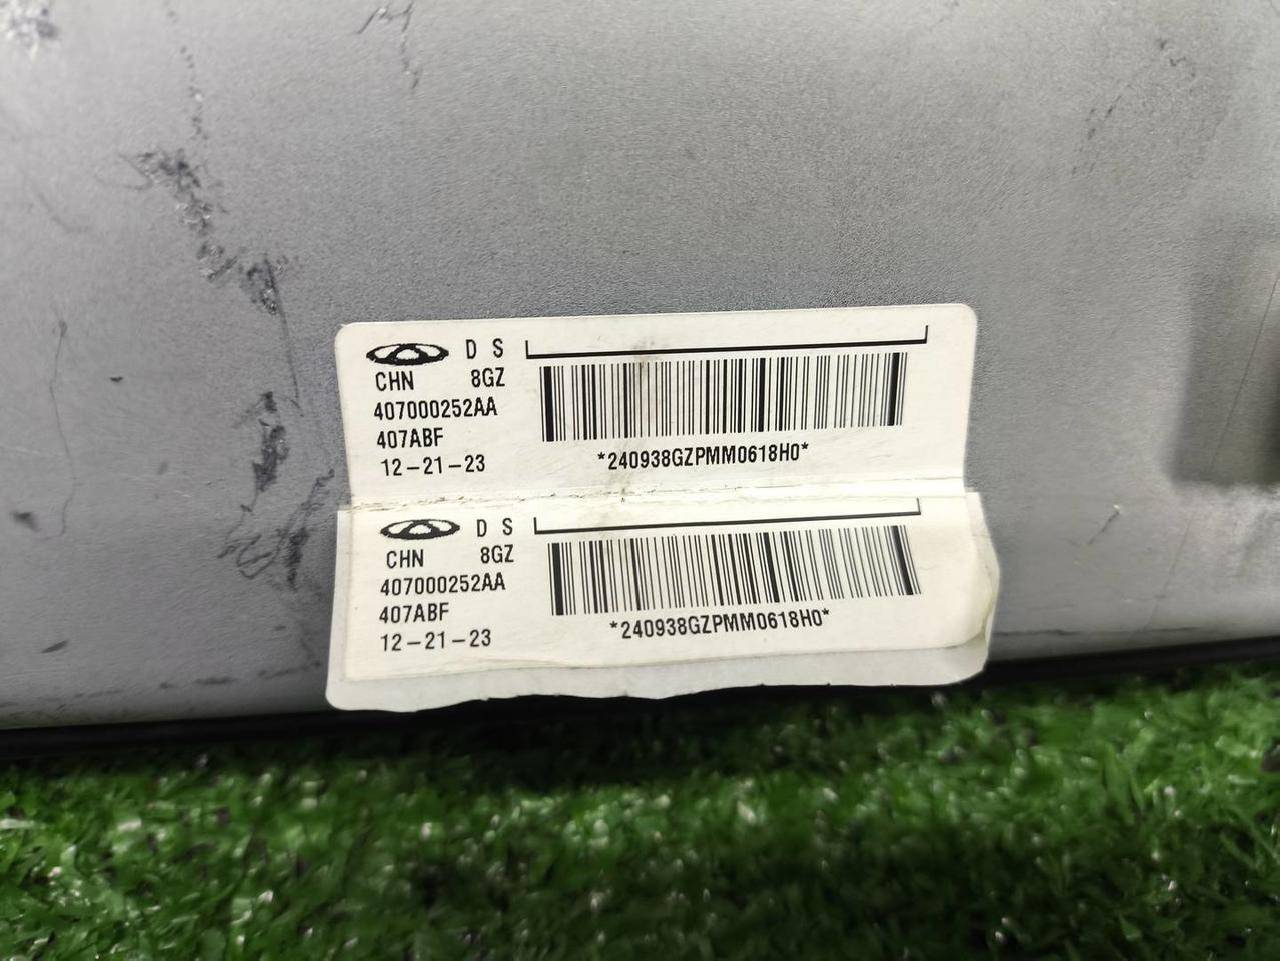 D S
CHN 8GZ
407000252AA
407ABF
12-21-23
*240938GZPMM0618H0*
D S
CHN 8GZ
407000252AA
407ABF
12-21-23
*240938GZPMM0618H0*